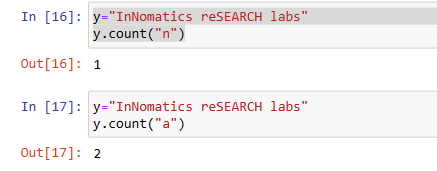 In [16]: y="InNomatics reSEARCH labs"
y.count("n")
Out[16]: 1
In [17]: y="InNomatics reSEARCH labs"
y.count("a")
Out[17]: 2